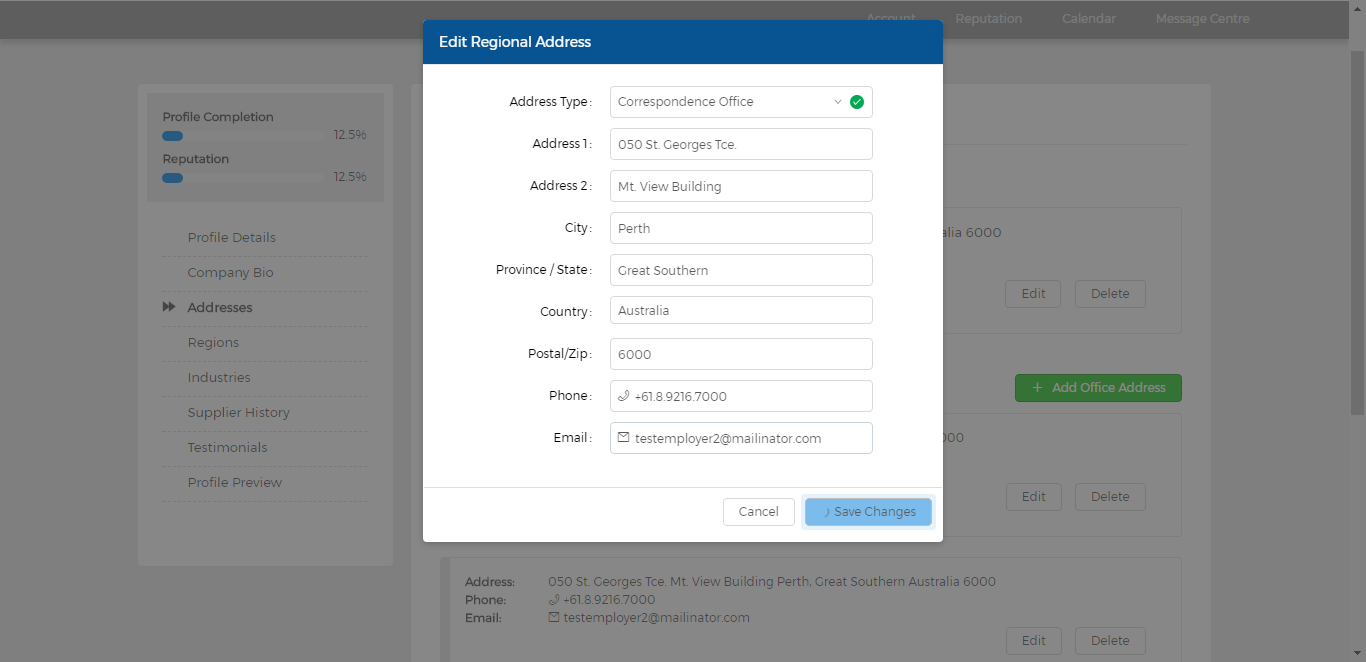 Account Reputation Calendar Message Centre
Edit Regional Address
Profile Completion
12.5%
Reputation
12.5%
Profile Details
Company Bio
Addresses
Regions
Industries
Supplier History
Testimonials
Profile Preview
Address Type: Correspondence Office
Address 1: 050 St. Georges Tce.
Address 2: Mt. View Building
City: Perth
Province / State: Great Southern
Country: Australia
Postal/Zip: 6000
Phone: +61.8.9216.7000
Email: testemployer2@mailinator.com
Cancel Save Changes
alia 6000
Edit Delete
+ Add Office Address
000
Edit Delete
Address: 050 St. Georges Tce. Mt. View Building Perth, Great Southern Australia 6000
Phone: +61.8.9216.7000
Email: testemployer2@mailinator.com
Edit Delete